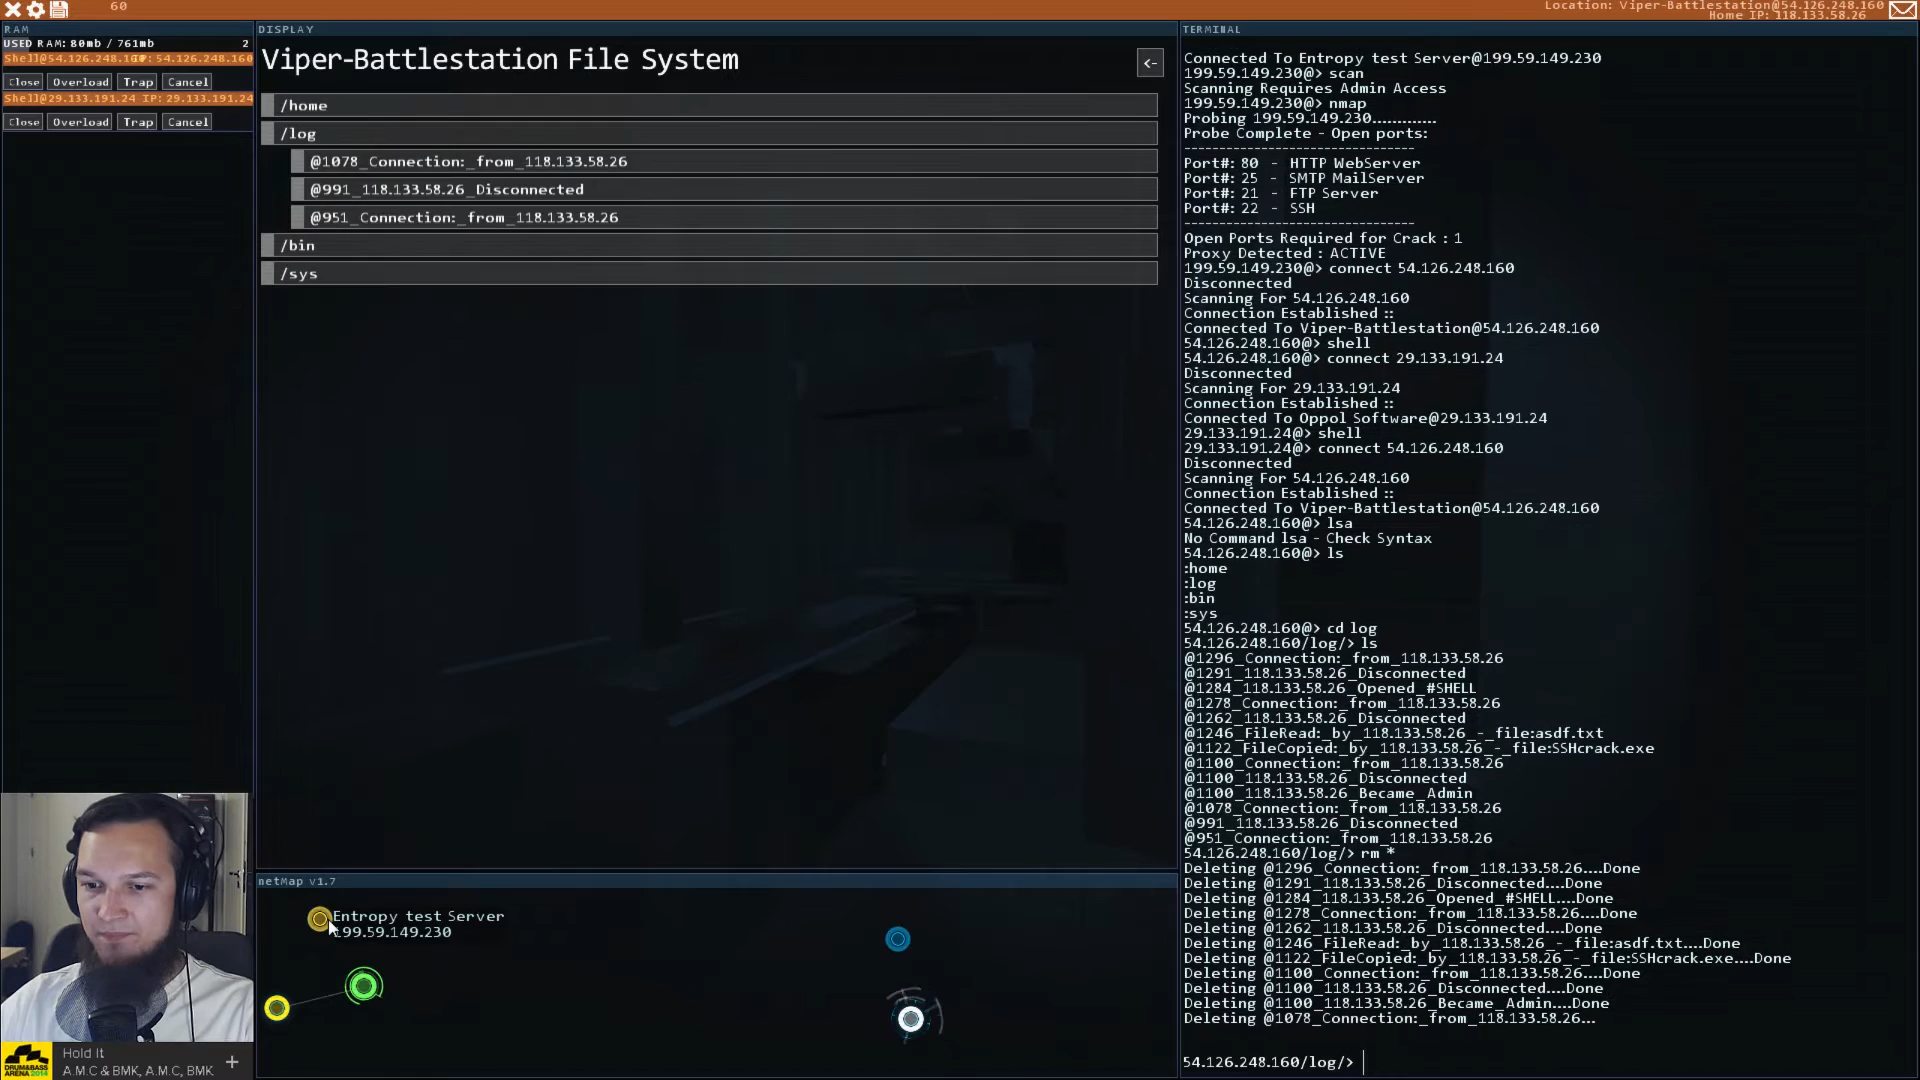 60
Location: Viper-Battlestation@54.126.248.160
Home IP: 118.133.58.26
RAM
USED RAM: 80mb / 761mb 2
Shell@54.126.248.160 IP: 54.126.248.160
Close Overload Trap Cancel
Shell@29.133.191.24 IP: 29.133.191.24
Close Overload Trap Cancel
DISPLAY
Viper-Battlestation File System
<-
/home
/log
@1078_Connection:_from_118.133.58.26
@991_118.133.58.26_Disconnected
@951_Connection:_from_118.133.58.26
/bin
/sys
netMap v1.7
Entropy test Server
199.59.149.230
DRUM&BASS
ARENA 2014
Hold It
A.M.C & BMK, A.M.C, BMK
TERMINAL
Connected To Entropy test Server@199.59.149.230
199.59.149.230@> scan
Scanning Requires Admin Access
199.59.149.230@> nmap
Probing 199.59.149.230.............
Probe Complete - Open ports:
---------------------------------
Port#: 80 - HTTP WebServer
Port#: 25 - SMTP MailServer
Port#: 21 - FTP Server
Port#: 22 - SSH
---------------------------------
Open Ports Required for Crack : 1
Proxy Detected : ACTIVE
199.59.149.230@> connect 54.126.248.160
Disconnected
Scanning For 54.126.248.160
Connection Established ::
Connected To Viper-Battlestation@54.126.248.160
54.126.248.160@> shell
54.126.248.160@> connect 29.133.191.24
Disconnected
Scanning For 29.133.191.24
Connection Established ::
Connected To Oppol Software@29.133.191.24
29.133.191.24@> shell
29.133.191.24@> connect 54.126.248.160
Disconnected
Scanning For 54.126.248.160
Connection Established ::
Connected To Viper-Battlestation@54.126.248.160
54.126.248.160@> lsa
No Command lsa - Check Syntax
54.126.248.160@> ls
:home
:log
:bin
:sys
54.126.248.160@> cd log
54.126.248.160/log/> ls
@1296_Connection:_from_118.133.58.26
@1291_118.133.58.26_Disconnected
@1284_118.133.58.26_Opened_#SHELL
@1278_Connection:_from_118.133.58.26
@1262_118.133.58.26_Disconnected
@1246_FileRead:_by_118.133.58.26_-_file:asdf.txt
@1122_FileCopied:_by_118.133.58.26_-_file:SSHcrack.exe
@1100_Connection:_from_118.133.58.26
@1100_118.133.58.26_Disconnected
@1100_118.133.58.26_Became_Admin
@1078_Connection:_from_118.133.58.26
@991_118.133.58.26_Disconnected
@951_Connection:_from_118.133.58.26
54.126.248.160/log/> rm *
Deleting @1296_Connection:_from_118.133.58.26....Done
Deleting @1291_118.133.58.26_Disconnected....Done
Deleting @1284_118.133.58.26_Opened_#SHELL....Done
Deleting @1278_Connection:_from_118.133.58.26....Done
Deleting @1262_118.133.58.26_Disconnected....Done
Deleting @1246_FileRead:_by_118.133.58.26_-_file:asdf.txt....Done
Deleting @1122_FileCopied:_by_118.133.58.26_-_file:SSHcrack.exe....Done
Deleting @1100_Connection:_from_118.133.58.26....Done
Deleting @1100_118.133.58.26_Disconnected....Done
Deleting @1100_118.133.58.26_Became_Admin....Done
Deleting @1078_Connection:_from_118.133.58.26...
54.126.248.160/log/>